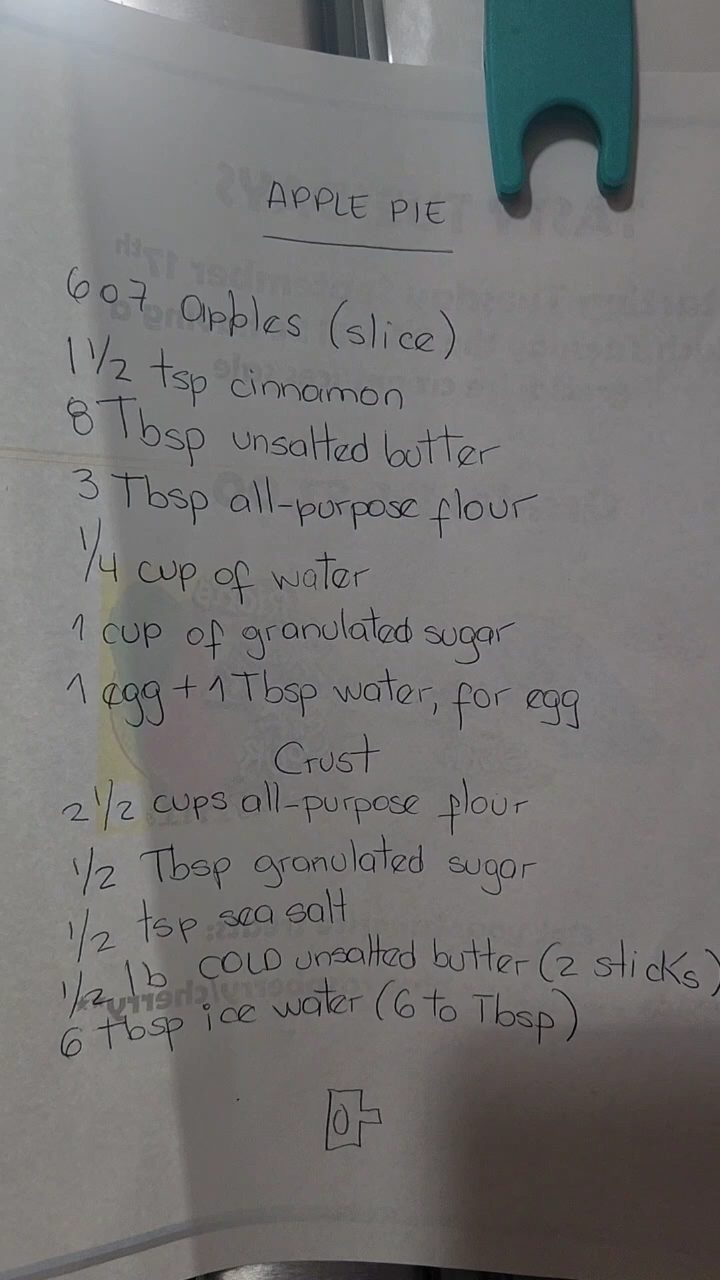 APPLE PIE
6 o 7 apples (slice)
1 1/2 tsp cinnamon
8 Tbsp unsalted butter
3 Tbsp all-purpose flour
1/4 cup of water
1 cup of granulated sugar
1 egg + 1 Tbsp water, for egg
Crust
2 1/2 cups all-purpose flour
1/2 Tbsp granulated sugar
1/2 tsp sea salt
1/2 lb COLD unsalted butter (2 sticks)
6 tbsp ice water (6 to Tbsp)